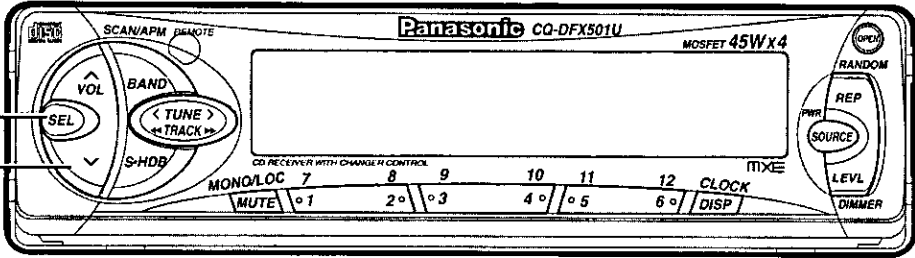 disc
SCAN/APM REMOTE
Panasonic CQ-DFX501U
MOSFET 45Wx4
OPEN
RANDOM
VOL
BAND
REP
SEL
< TUNE >
◀◀ TRACK ▶▶
PWR
SOURCE
S•HDB
CD RECEIVER WITH CHANGER CONTROL
MXE
LEVL
MONO/LOC 7 8 9 10 11 12 CLOCK
MUTE 1 2 3 4 5 6 DISP
DIMMER